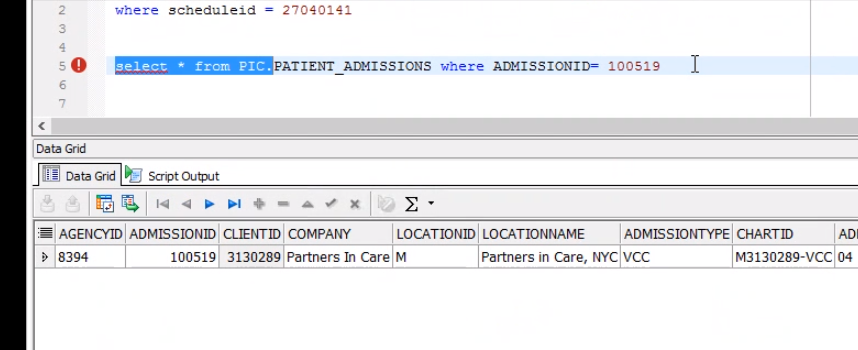 2 where scheduleid = 27040141
3
4
5 select * from PIC.PATIENT_ADMISSIONS where ADMISSIONID= 100519
6
7
Data Grid
Data Grid Script Output
AGENCYID ADMISSIONID CLIENTID COMPANY LOCATIONID LOCATIONNAME ADMISSIONTYPE CHARTID
8394 100519 3130289 Partners In Care M Partners in Care, NYC VCC M3130289-VCC 04